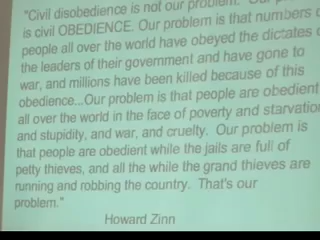 "Civil disobedience is not our problem. Our p
is civil OBEDIENCE. Our problem is that numbers o
people all over the world have obeyed the dictates o
the leaders of their government and have gone to
war, and millions have been killed because of this
obedience...Our problem is that people are obedient
all over the world in the face of poverty and starvation
and stupidity, and war, and cruelty. Our problem is
that people are obedient while the jails are full of
petty thieves, and all the while the grand thieves are
running and robbing the country. That's our
problem."
Howard Zinn